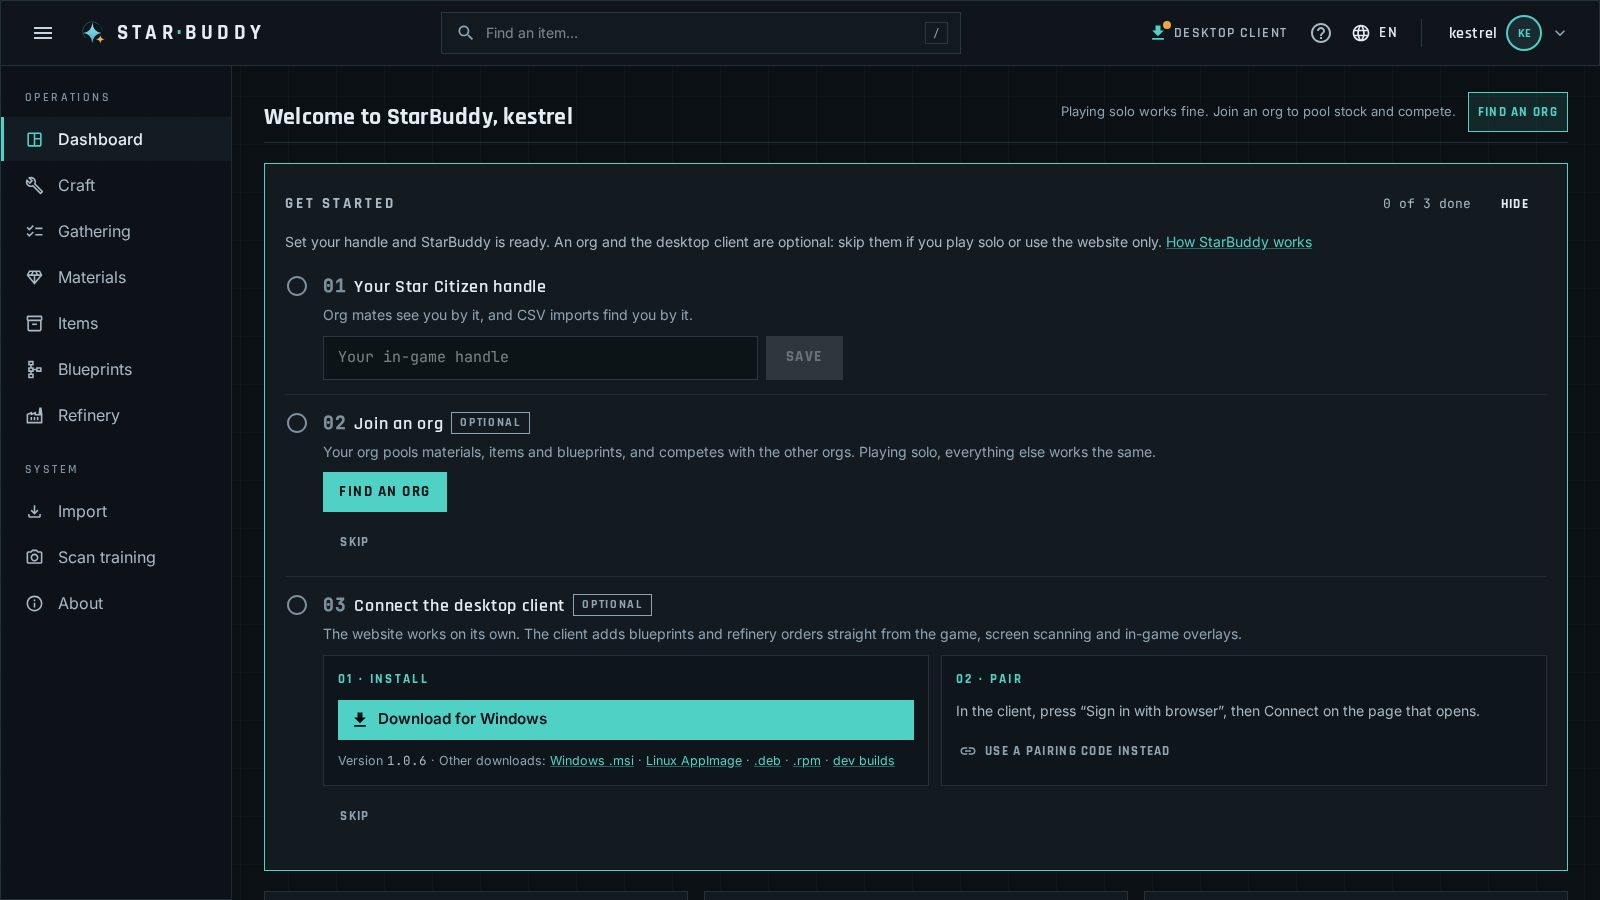 STAR·BUDDY
Find an item...
/
DESKTOP CLIENT
EN
kestrel
KE
OPERATIONS
Dashboard
Craft
Gathering
Materials
Items
Blueprints
Refinery
SYSTEM
Import
Scan training
About
Welcome to StarBuddy, kestrel
Playing solo works fine. Join an org to pool stock and compete.
FIND AN ORG
GET STARTED
0 of 3 done
HIDE
Set your handle and StarBuddy is ready. An org and the desktop client are optional: skip them if you play solo or use the website only. How StarBuddy works
01 Your Star Citizen handle
Org mates see you by it, and CSV imports find you by it.
Your in-game handle
SAVE
02 Join an org OPTIONAL
Your org pools materials, items and blueprints, and competes with the other orgs. Playing solo, everything else works the same.
FIND AN ORG
SKIP
03 Connect the desktop client OPTIONAL
The website works on its own. The client adds blueprints and refinery orders straight from the game, screen scanning and in-game overlays.
01 · INSTALL
Download for Windows
Version 1.0.6 · Other downloads: Windows .msi · Linux AppImage · .deb · .rpm · dev builds
02 · PAIR
In the client, press “Sign in with browser”, then Connect on the page that opens.
USE A PAIRING CODE INSTEAD
SKIP